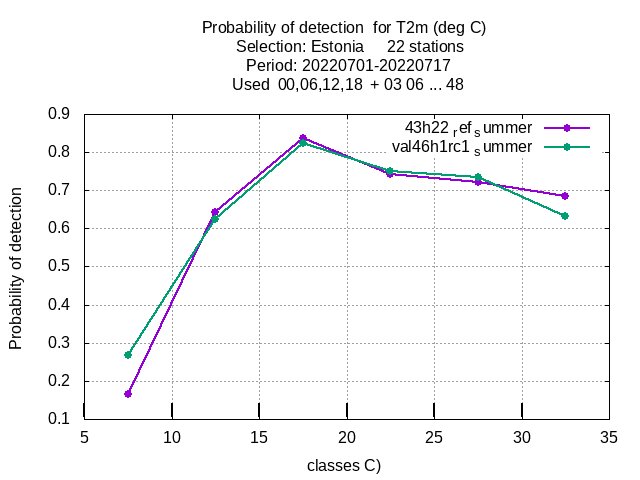 Probability of detection  for T2m (deg C)
Selection: Estonia     22 stations
Period: 20220701-20220717
Used  00,06,12,18  + 03 06 ... 48
43h22 ref summer
val46h1rc1 summer
0.9
0.8
0.7
0.6
0.5
0.4
0.3
0.2
0.1
Probability of detection
5 10 15 20 25 30 35
classes C)